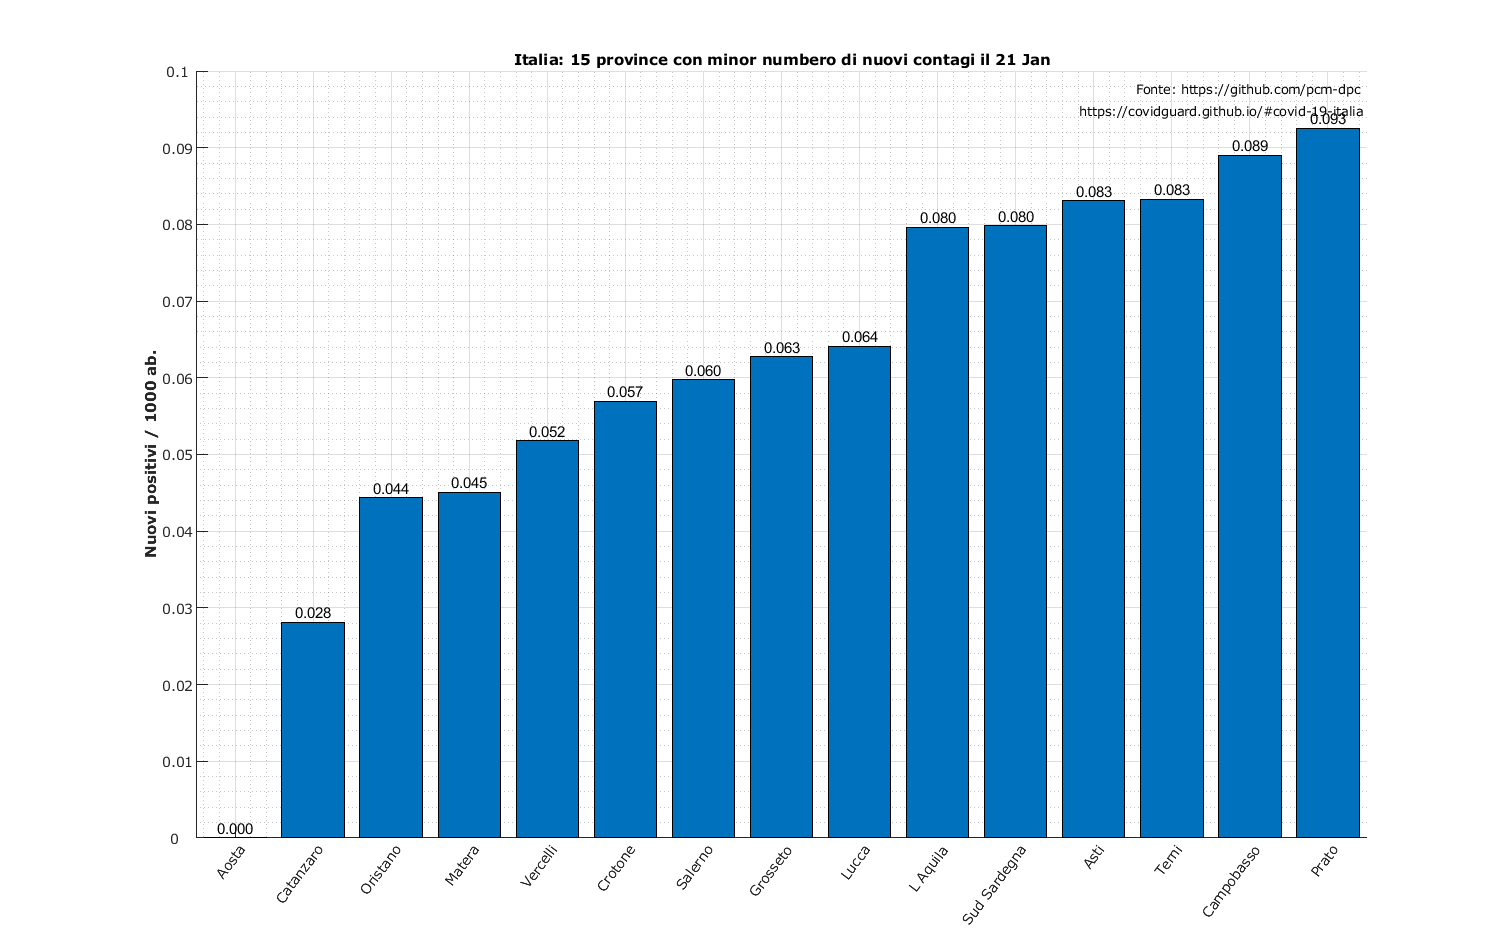 Italia: 15 province con minor numbero di nuovi contagi il 21 Jan
Fonte: https://github.com/pcm-dpc
https://covidguard.github.io/#covid-19-italia
Nuovi positivi / 1000 ab.
0.1
0.09
0.08
0.07
0.06
0.05
0.04
0.03
0.02
0.01
0
0.000
0.028
0.044
0.045
0.052
0.057
0.060
0.063
0.064
0.080
0.080
0.083
0.083
0.089
0.093
Aosta
Catanzaro
Oristano
Matera
Vercelli
Crotone
Salerno
Grosseto
Lucca
L Aquila
Sud Sardegna
Asti
Terni
Campobasso
Prato